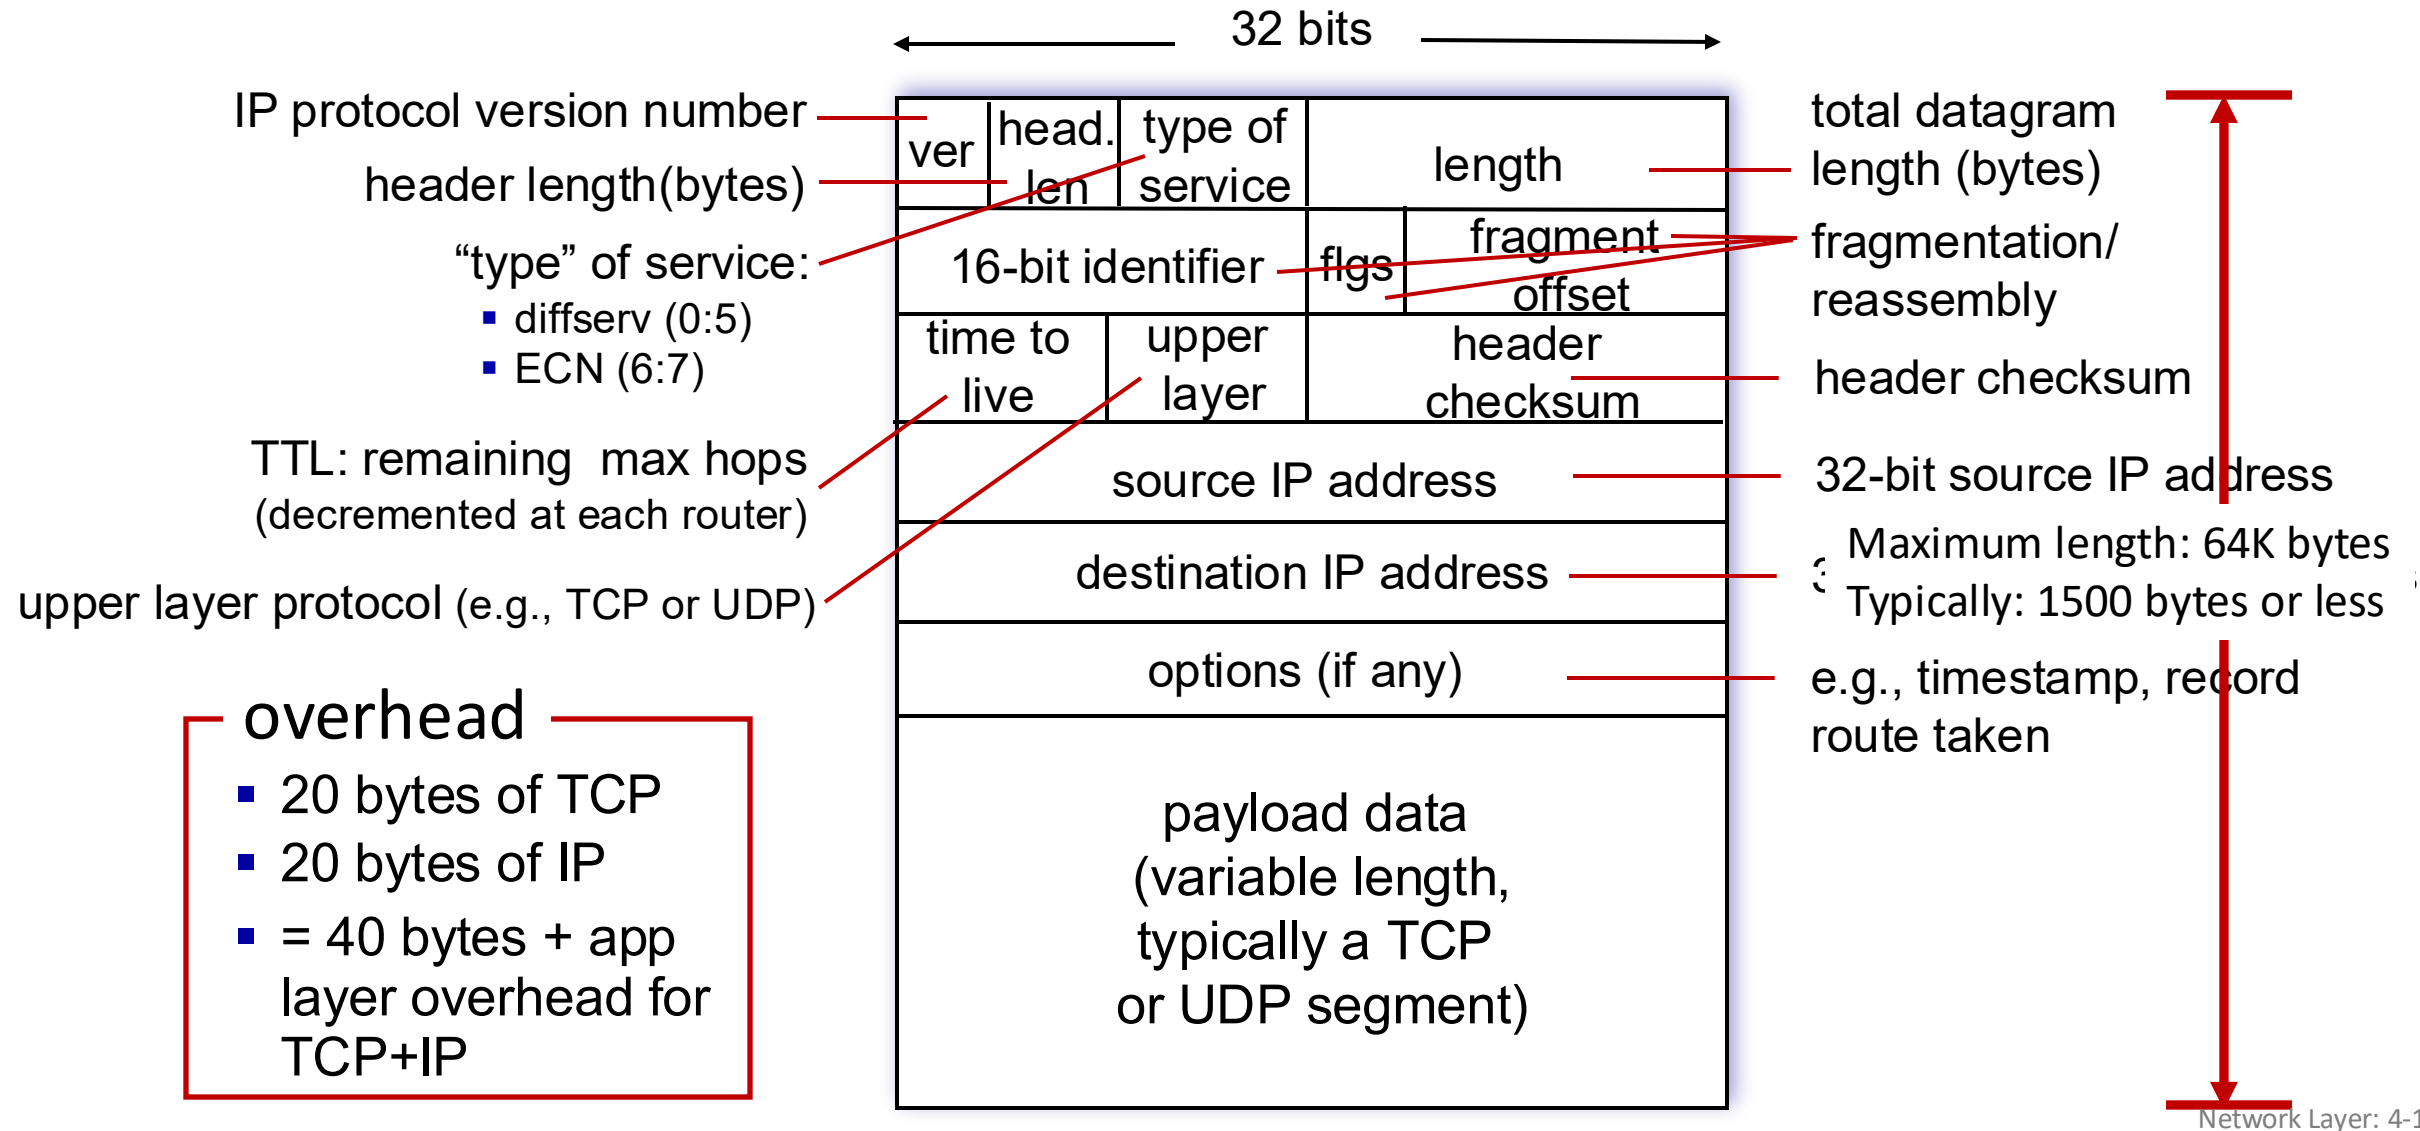 32 bits
IP protocol version number
header length(bytes)
“type” of service:
▪ diffserv (0:5)
▪ ECN (6:7)
TTL: remaining max hops
(decremented at each router)
upper layer protocol (e.g., TCP or UDP)
overhead
▪ 20 bytes of TCP
▪ 20 bytes of IP
▪ = 40 bytes + app
layer overhead for
TCP+IP
ver
head.
len
type of
service
length
16-bit identifier
flgs
fragment
offset
time to
live
upper
layer
header
checksum
source IP address
destination IP address
options (if any)
payload data
(variable length,
typically a TCP
or UDP segment)
total datagram
length (bytes)
fragmentation/
reassembly
header checksum
32-bit source IP address
Maximum length: 64K bytes
Typically: 1500 bytes or less
e.g., timestamp, record
route taken
Network Layer: 4-1